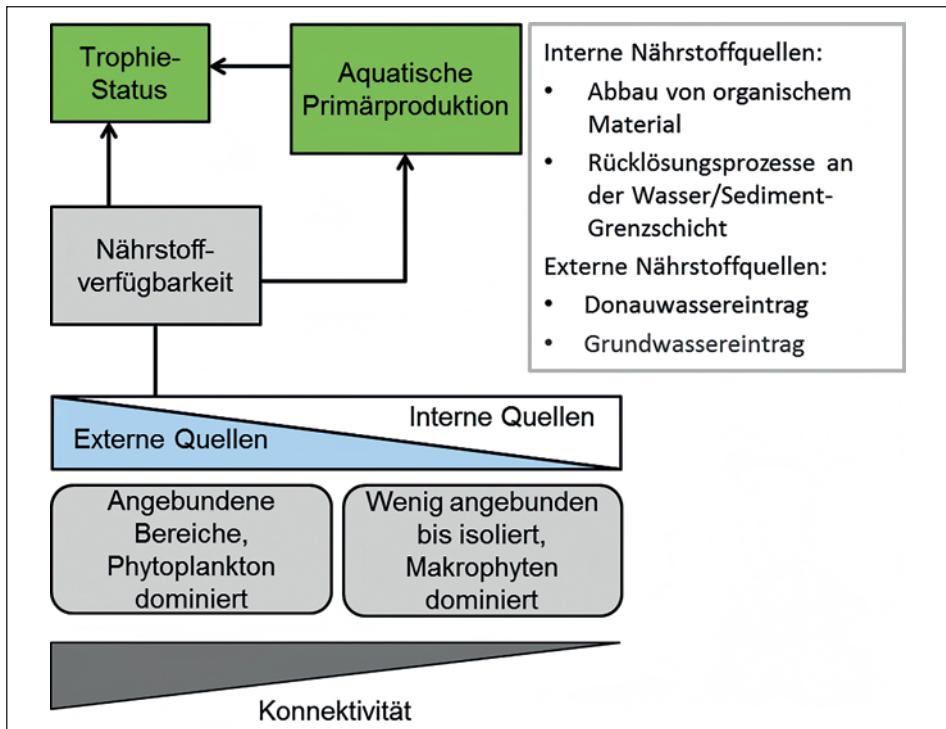 Trophie-
Status
Aquatische
Primärproduktion
Nährstoff-
verfügbarkeit
Interne Nährstoffquellen:
• Abbau von organischem
Material
• Rücklösungsprozesse an
der Wasser/Sediment-
Grenzschicht
Externe Nährstoffquellen:
• Donauwassereintrag
• Grundwassereintrag
Externe Quellen
Interne Quellen
Angebundene
Bereiche,
Phytoplankton
dominiert
Wenig angebunden
bis isoliert,
Makrophyten
dominiert
Konnektivität